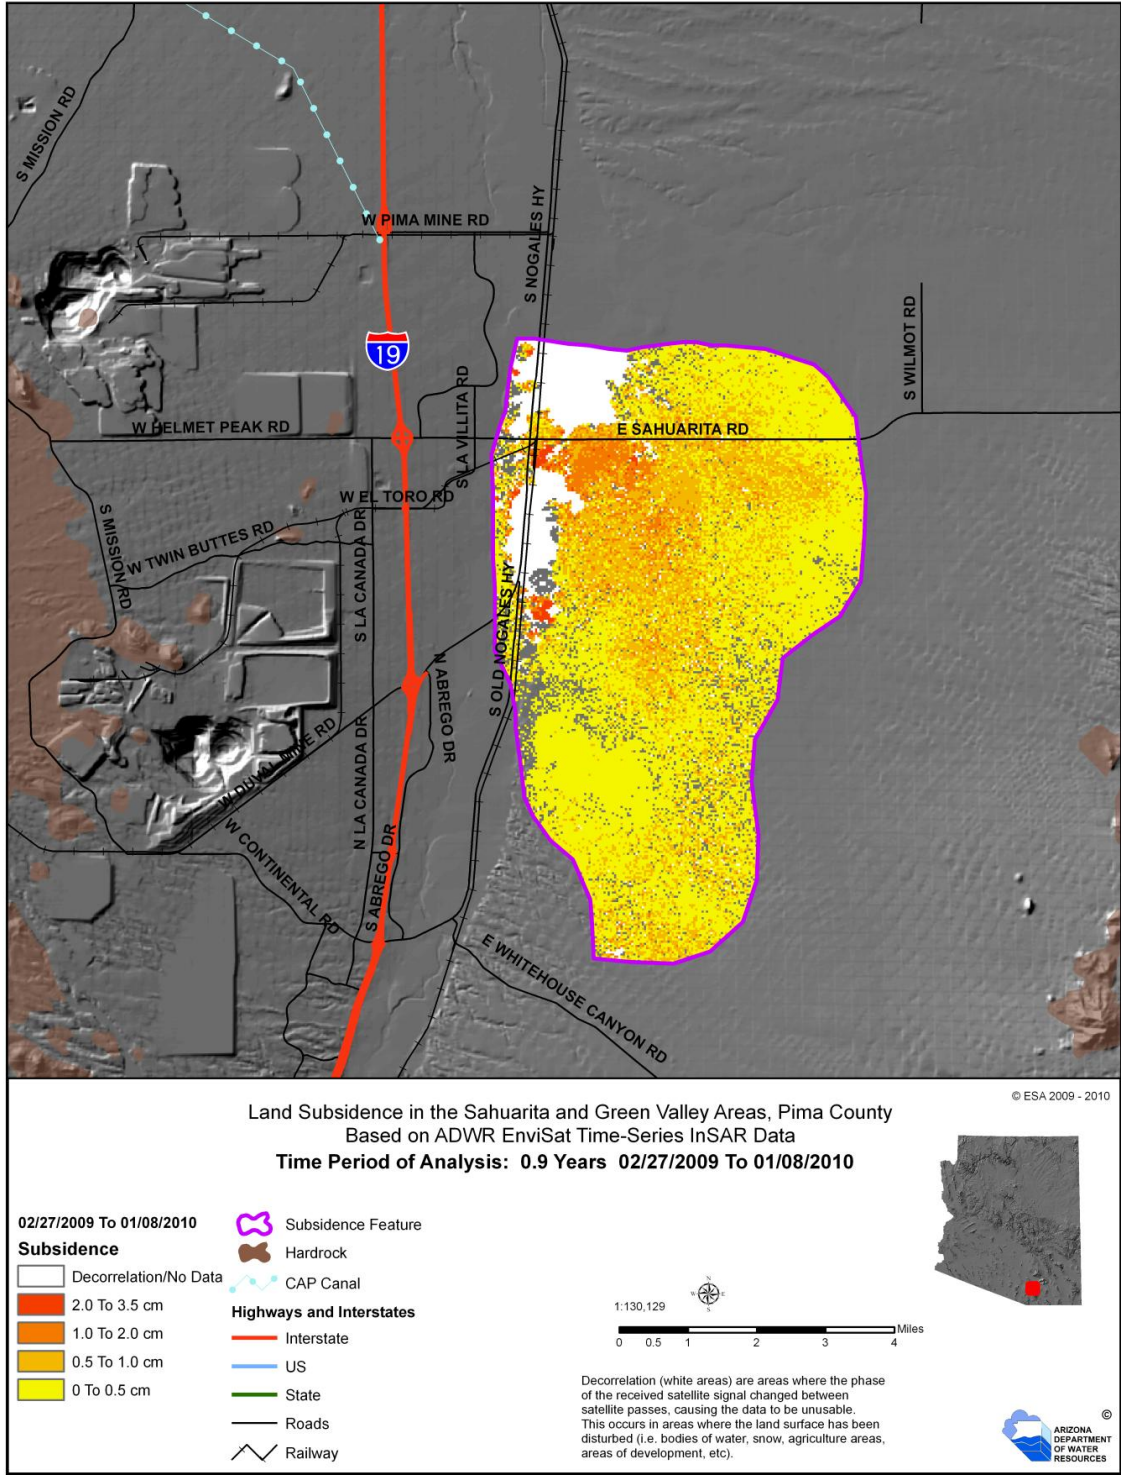 S MISSION RD
W PIMA MINE RD
S NOGALES HY
19
S WILMOT RD
S LA VILLITA RD
W HELMET PEAK RD
E SAHUARITA RD
W EL TORO RD
S MISSION RD
W TWIN BUTTES RD
S LA CANADA DR
S OLD NOGALES HY
N ABREGO DR
W DUVAL MINE RD
N LA CANADA DR
W CONTINENTAL RD
S ABREGO DR
E WHITEHOUSE CANYON RD
© ESA 2009 - 2010
Land Subsidence in the Sahuarita and Green Valley Areas, Pima County
Based on ADWR EnviSat Time-Series InSAR Data
Time Period of Analysis: 0.9 Years 02/27/2009 To 01/08/2010
02/27/2009 To 01/08/2010
Subsidence
Decorrelation/No Data
2.0 To 3.5 cm
1.0 To 2.0 cm
0.5 To 1.0 cm
0 To 0.5 cm
Subsidence Feature
Hardrock
CAP Canal
Highways and Interstates
Interstate
US
State
Roads
Railway
N
W E
S
1:130,129
Miles
0 0.5 1 2 3 4
Decorrelation (white areas) are areas where the phase
of the received satellite signal changed between
satellite passes, causing the data to be unusable.
This occurs in areas where the land surface has been
disturbed (i.e. bodies of water, snow, agriculture areas,
areas of development, etc).
©
ARIZONA
DEPARTMENT
OF WATER
RESOURCES